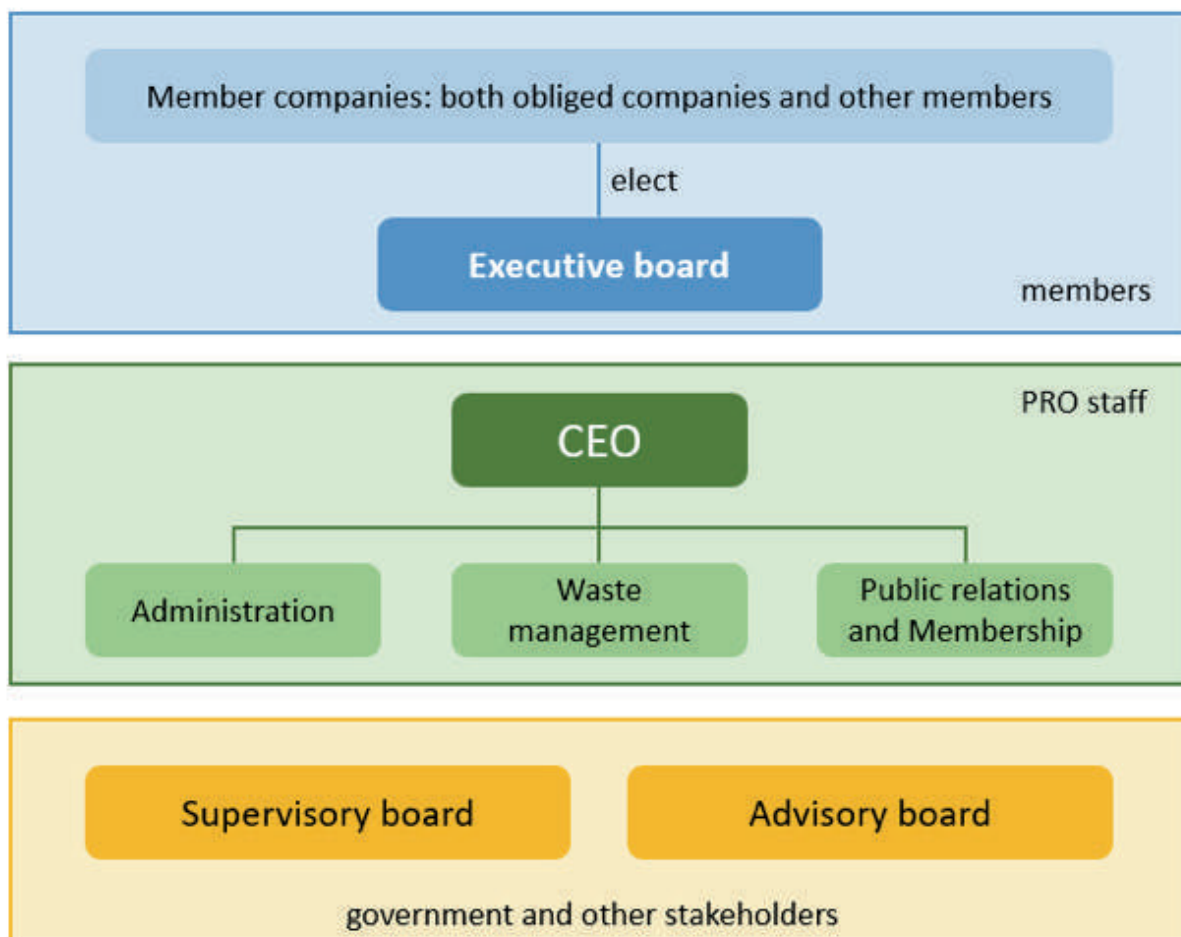 Member companies: both obliged companies and other members
elect
Executive board
members
PRO staff
CEO
Administration
Waste
management
Public relations
and Membership
Supervisory board
Advisory board
government and other stakeholders